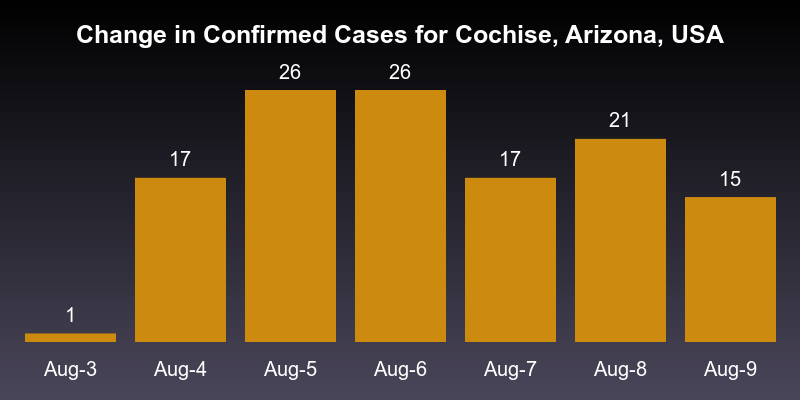 Change in Confirmed Cases for Cochise, Arizona, USA
26 26
21
17 17
15
1
Aug-3 Aug-4 Aug-5 Aug-6 Aug-7 Aug-8 Aug-9